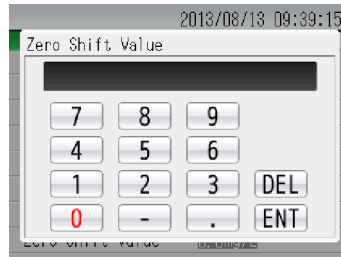 2013/08/13 09:39:15
Zero Shift Value
7 8 9
4 5 6
1 2 3 DEL
0 - . ENT
Zero Shift Value